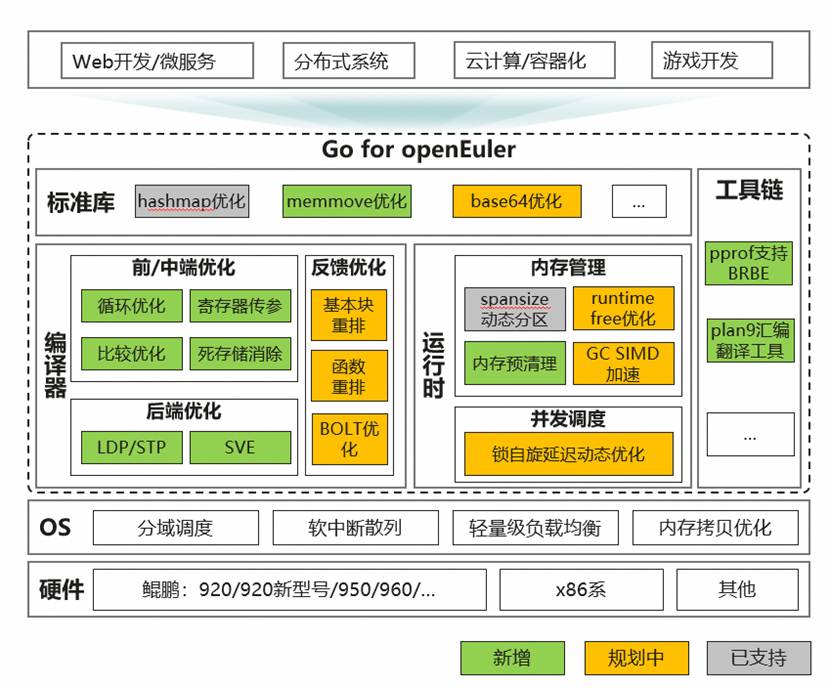 Web开发/微服务
分布式系统
云计算/容器化
游戏开发
Go for openEuler
标准库
hashmap优化
memmove优化
base64优化
...
工具链
pprof支持
BRBE
plan9汇编
翻译工具
...
编译器
前/中端优化
循环优化
寄存器传参
比较优化
死存储消除
后端优化
LDP/STP
SVE
反馈优化
基本块
重排
函数
重排
BOLT优
化
运行时
内存管理
spansize
动态分区
runtime
free优化
内存预清理
GC SIMD
加速
并发调度
锁自旋延迟动态优化
OS
分域调度
软中断散列
轻量级负载均衡
内存拷贝优化
硬件
鲲鹏：920/920新型号/950/960/...
x86系
其他
新增
规划中
已支持